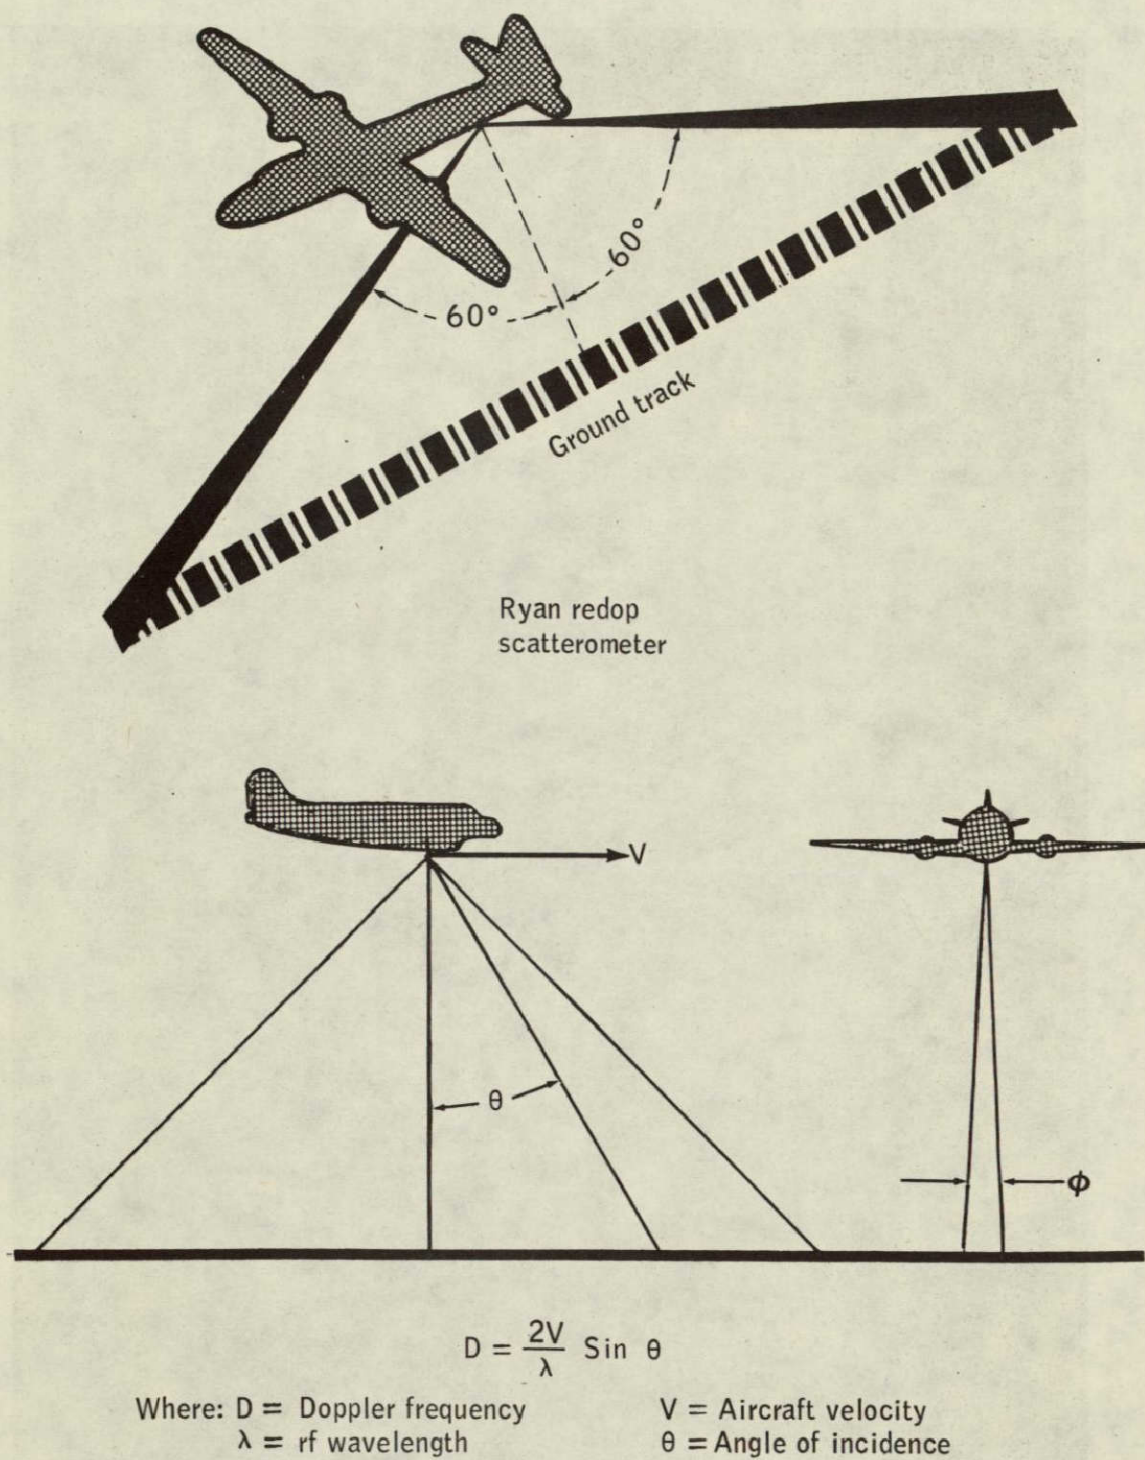 60°
60°
Ground track
Ryan redop
scatterometer
V
θ
ϕ
D = 2V/λ Sin θ
Where: D = Doppler frequency
λ = rf wavelength
V = Aircraft velocity
θ = Angle of incidence